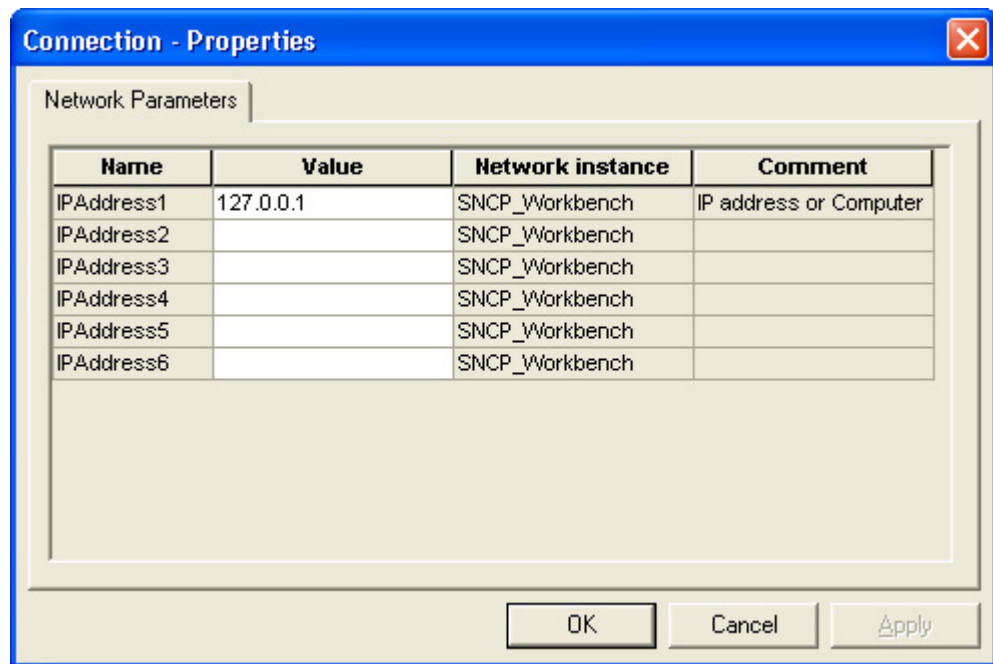 Connection - Properties
Network Parameters
Name Value Network instance Comment
IPAddress1 127.0.0.1 SNCP_Workbench IP address or Computer
IPAddress2 SNCP_Workbench
IPAddress3 SNCP_Workbench
IPAddress4 SNCP_Workbench
IPAddress5 SNCP_Workbench
IPAddress6 SNCP_Workbench
OK Cancel Apply